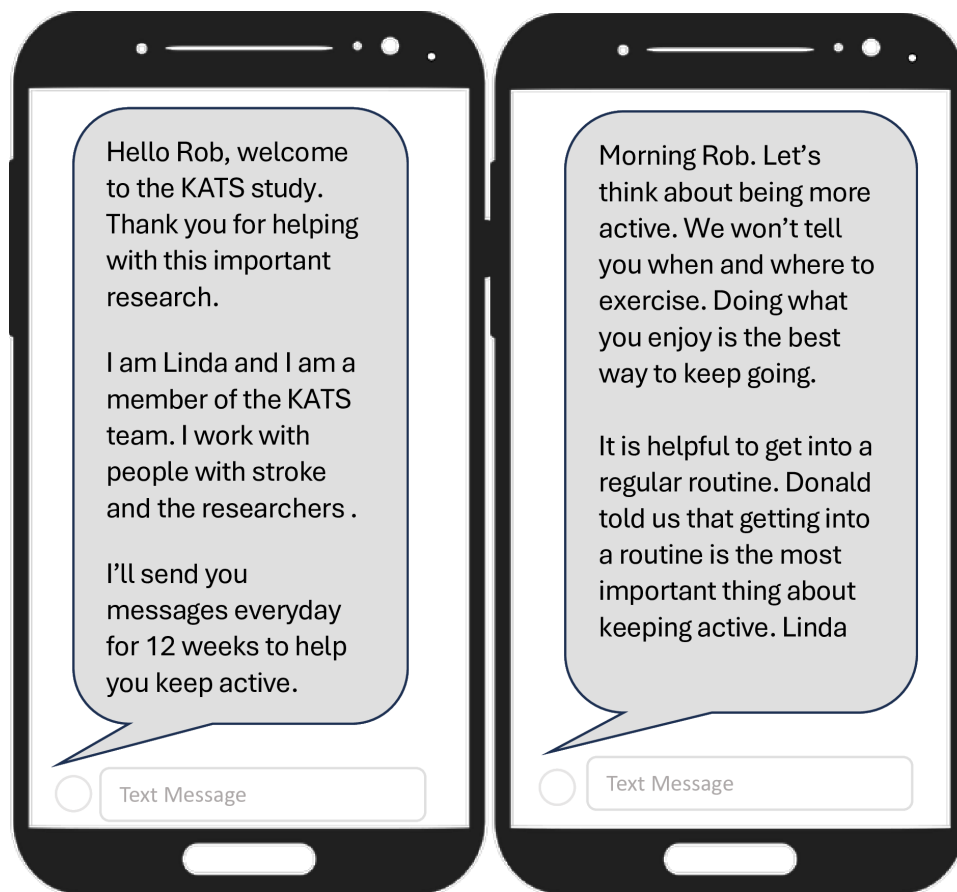 Hello Rob, welcome
to the KATS study.
Thank you for helping
with this important
research.
I am Linda and I am a
member of the KATS
team. I work with
people with stroke
and the researchers .
I’ll send you
messages everyday
for 12 weeks to help
you keep active.
Text Message
Morning Rob. Let’s
think about being more
active. We won’t tell
you when and where to
exercise. Doing what
you enjoy is the best
way to keep going.
It is helpful to get into a
regular routine. Donald
told us that getting into
a routine is the most
important thing about
keeping active. Linda
Text Message